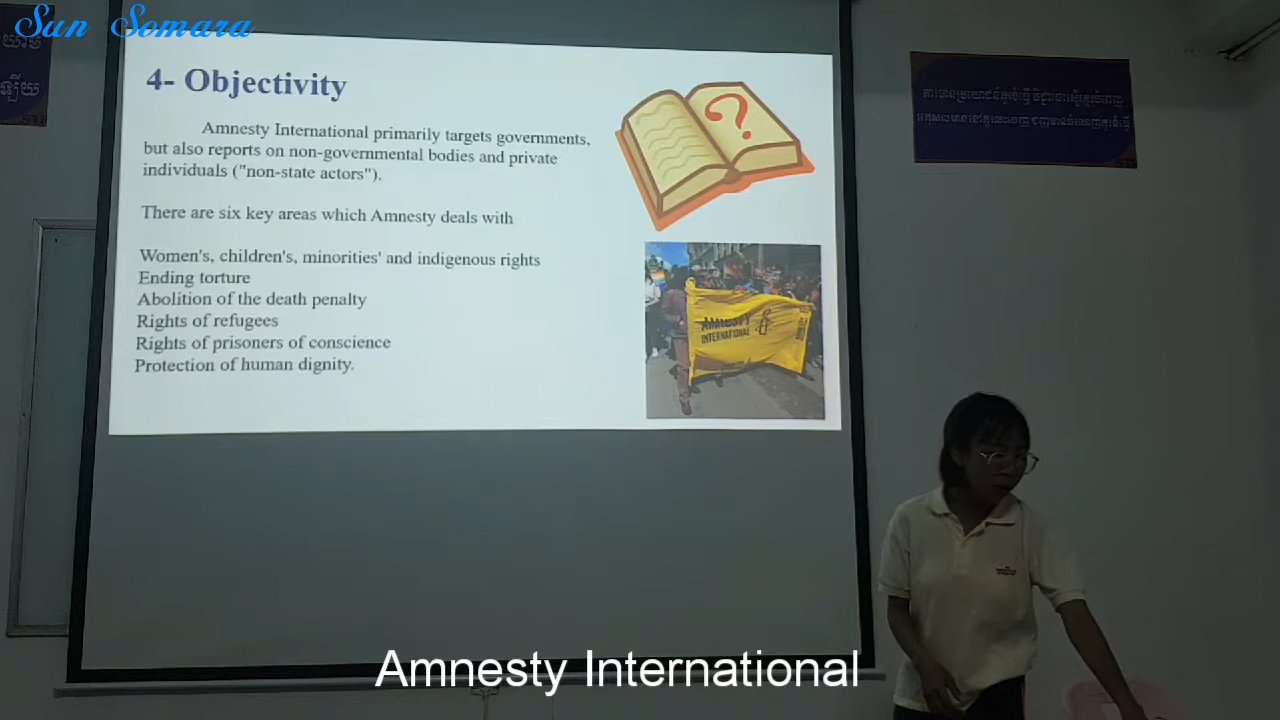 Sun Somara
4- Objectivity
Amnesty International primarily targets governments,
but also reports on non-governmental bodies and private
individuals ("non-state actors").
There are six key areas which Amnesty deals with
Women's, children's, minorities' and indigenous rights
Ending torture
Abolition of the death penalty
Rights of refugees
Rights of prisoners of conscience
Protection of human dignity.
AMNESTY
INTERNATIONAL
Amnesty International